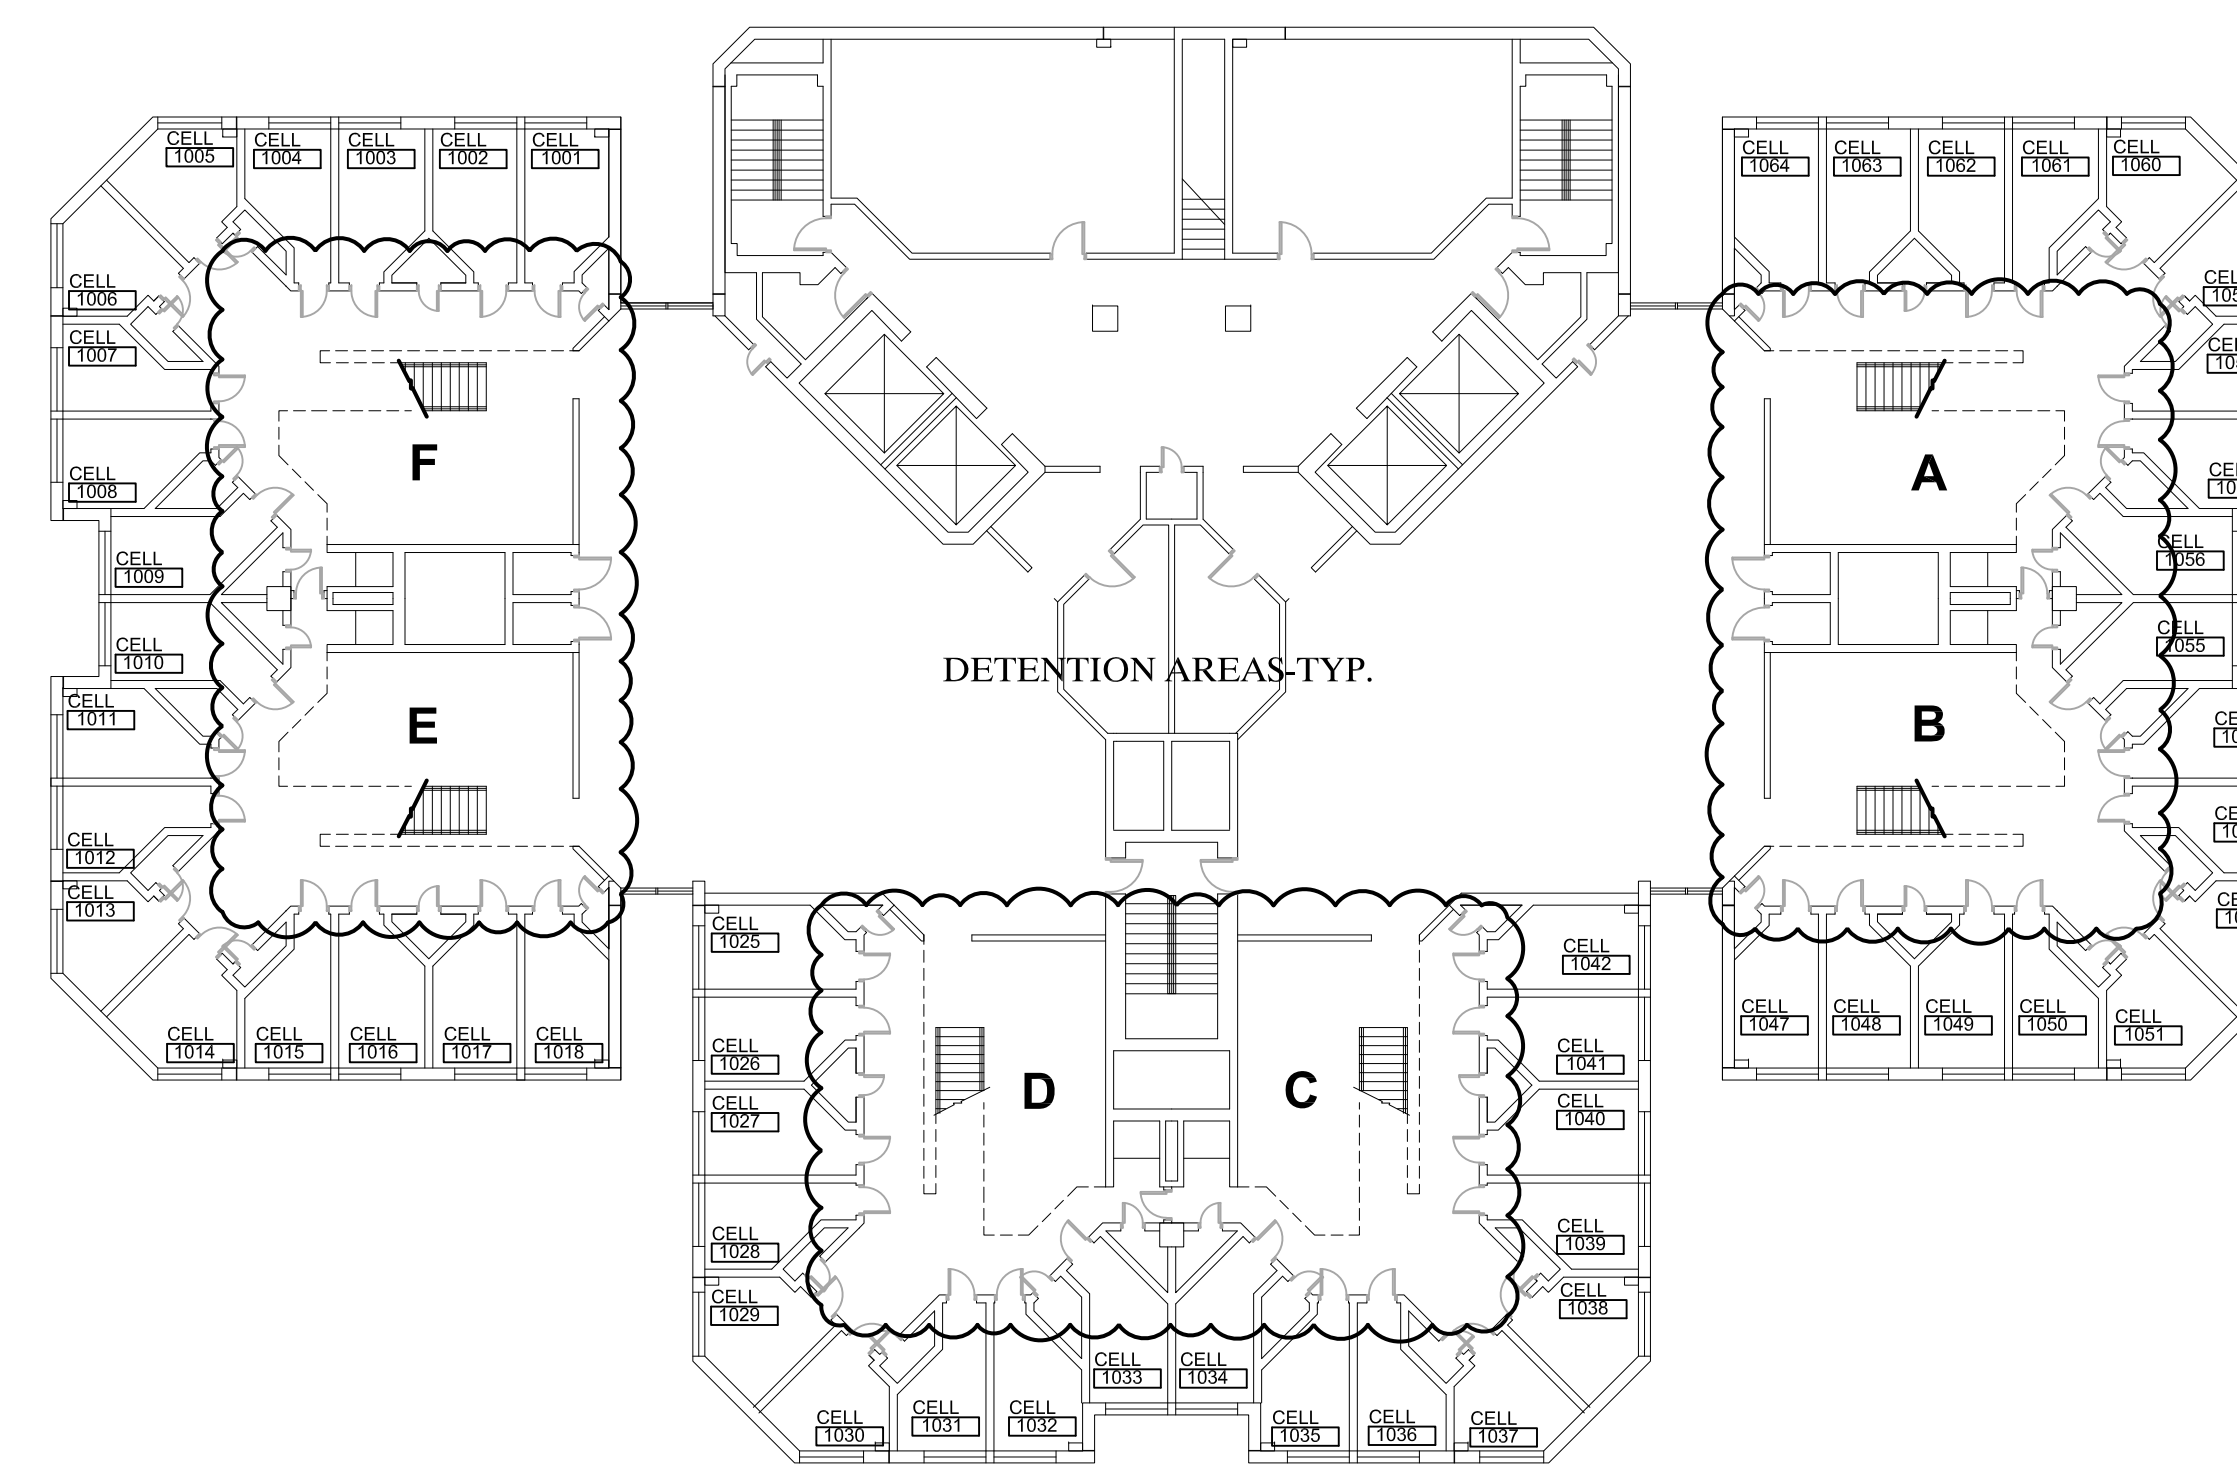 CELL
1005
CELL
1004
CELL
1003
CELL
1002
CELL
1001
CELL
1064
CELL
1063
CELL
1062
CELL
1061
CELL
1060
CELL
1006
CELL
1007
CELL
1008
F
A
CELL
1009
CELL
1056
CELL
1010
CELL
1055
DETENTION AREAS-TYP.
CELL
1011
E
B
CELL
1012
CELL
1013
CELL
1014
CELL
1015
CELL
1016
CELL
1017
CELL
1018
CELL
1025
CELL
1042
CELL
1047
CELL
1048
CELL
1049
CELL
1050
CELL
1051
CELL
1026
CELL
1041
D
C
CELL
1027
CELL
1040
CELL
1028
CELL
1039
CELL
1029
CELL
1038
CELL
1033
CELL
1034
CELL
1030
CELL
1031
CELL
1032
CELL
1035
CELL
1036
CELL
1037